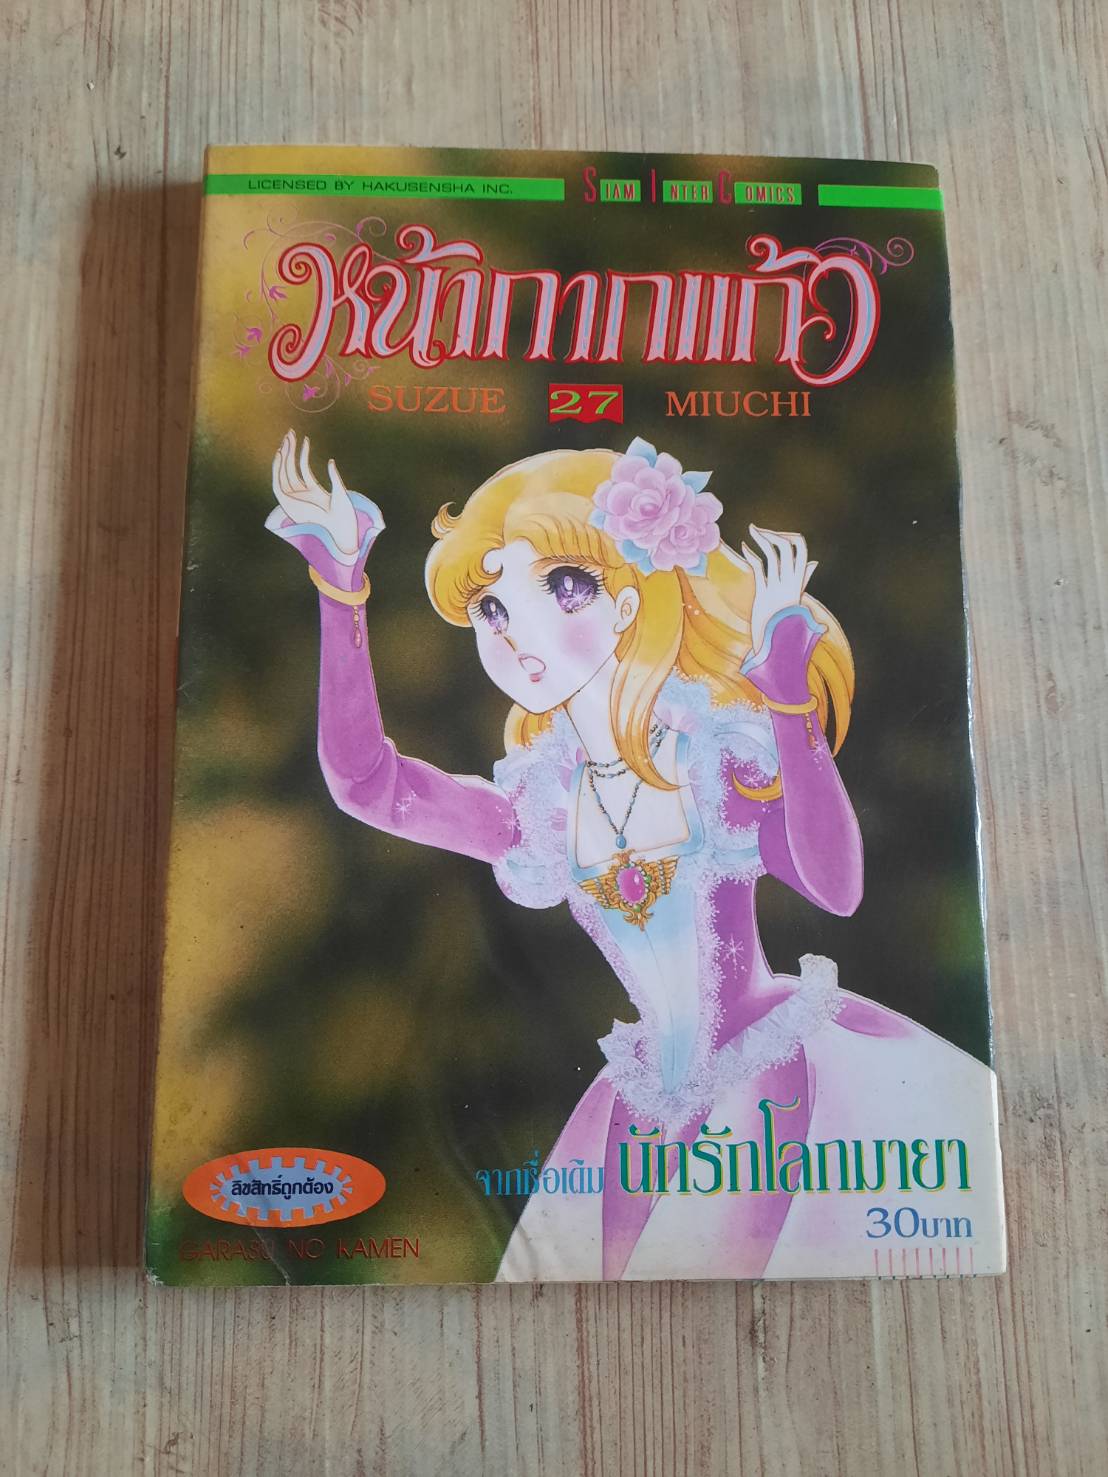 LICENSED BY HAKUSENSHA INC.
SIAM INTER COMICS
หน้ากากแก้ว
SUZUE 27 MIUCHI
จากชื่อเดิม นักรักโลกมายา
30บาท
ลิขสิทธิ์ถูกต้อง
GARASU NO KAMEN